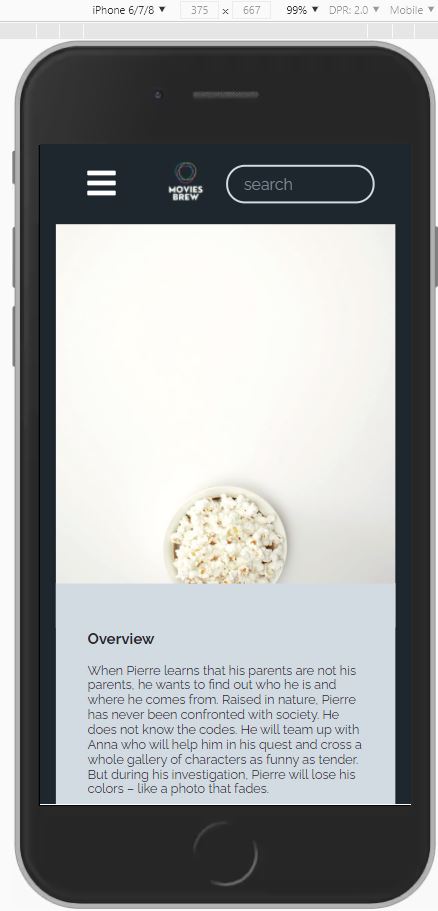 iPhone 6/7/8 ▼ 375 x 667 99% ▼ DPR: 2.0 ▼ Mobile ▼
MOVIES
BREW
search
Overview
When Pierre learns that his parents are not his
parents, he wants to find out who he is and
where he comes from. Raised in nature, Pierre
has never been confronted with society. He
does not know the codes. He will team up with
Anna who will help him in his quest and cross a
whole gallery of characters as funny as tender.
But during his investigation, Pierre will lose his
colors – like a photo that fades.